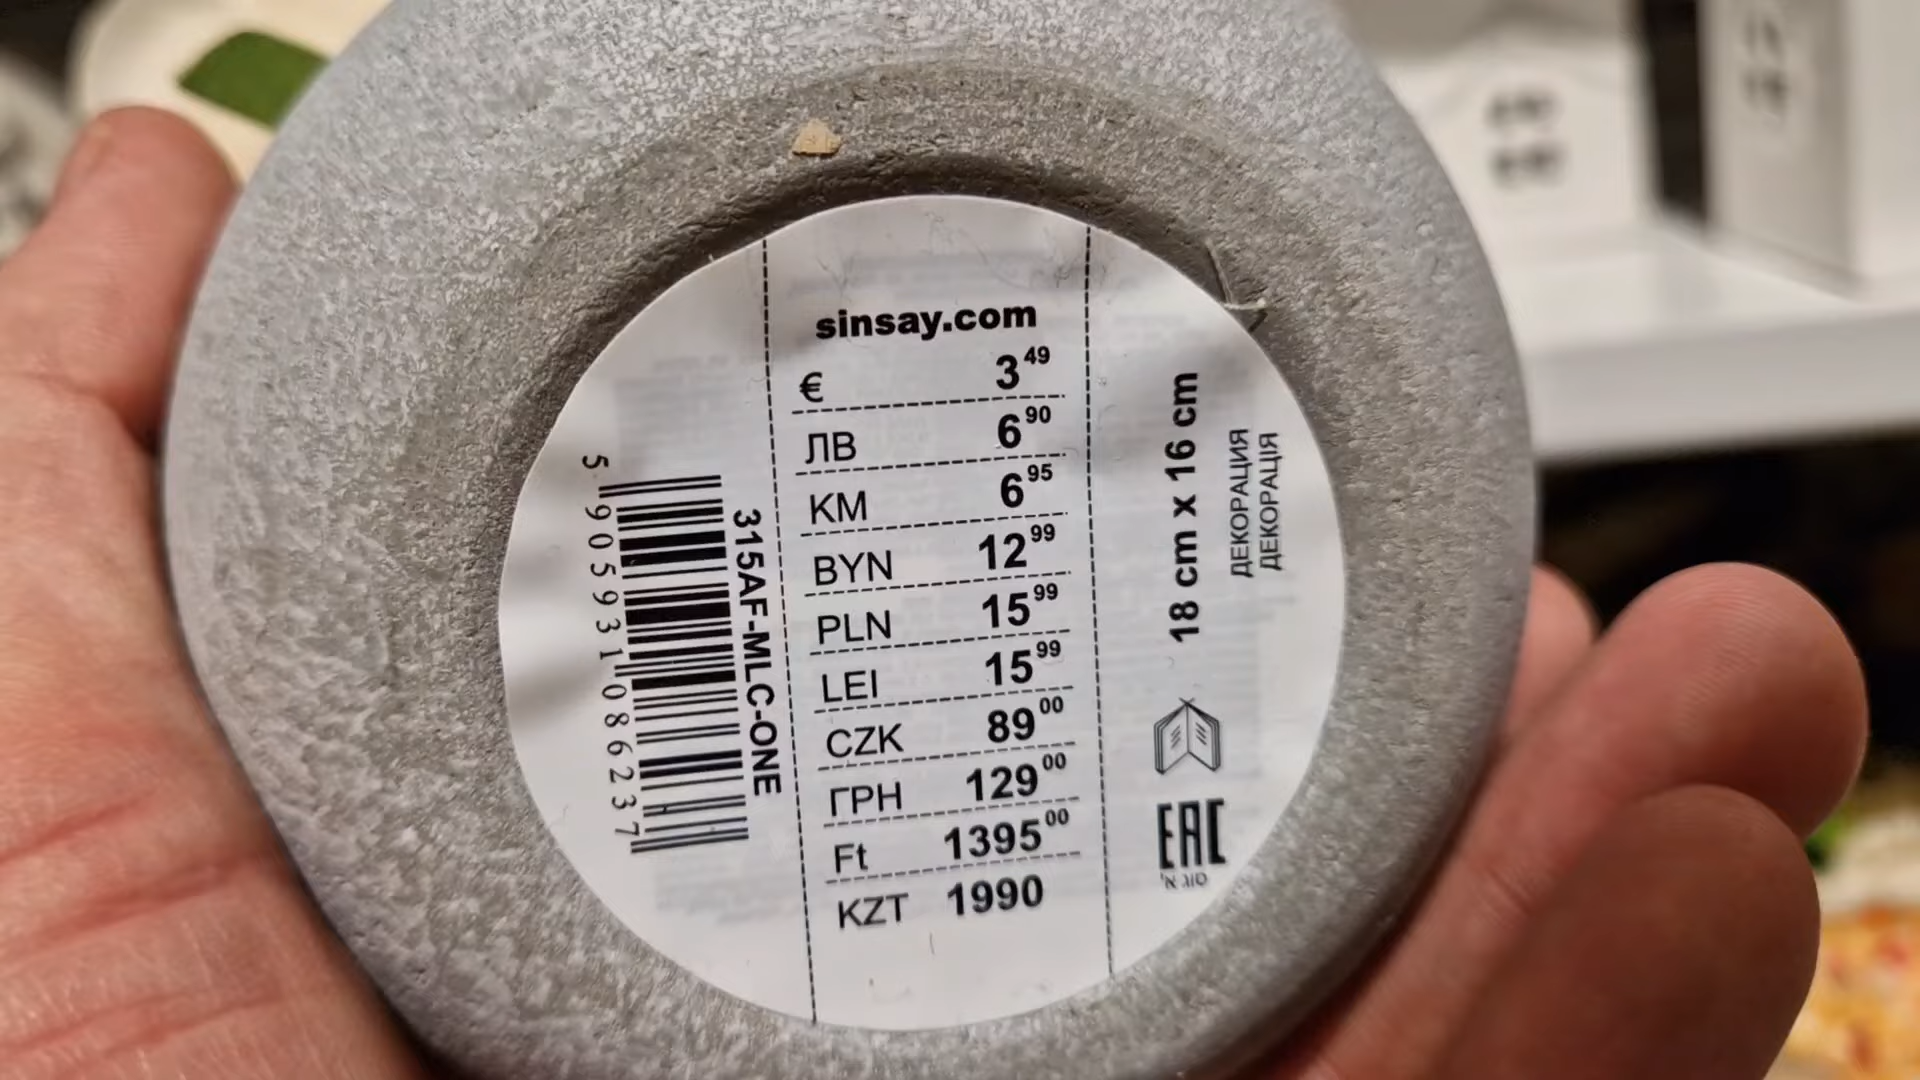 sinsay.com
€ 3 49
ЛВ 6 90
KM 6 95
BYN 12 99
PLN 15 99
LEI 15 99
CZK 89 00
ГРН 129 00
Ft 1395 00
KZT 1990
315AF-MLC-ONE
5 905931 086237
18 cm x 16 cm
ДЕКОРАЦИЯ
ДЕКОРАЦІЯ
EAC
סוג א'